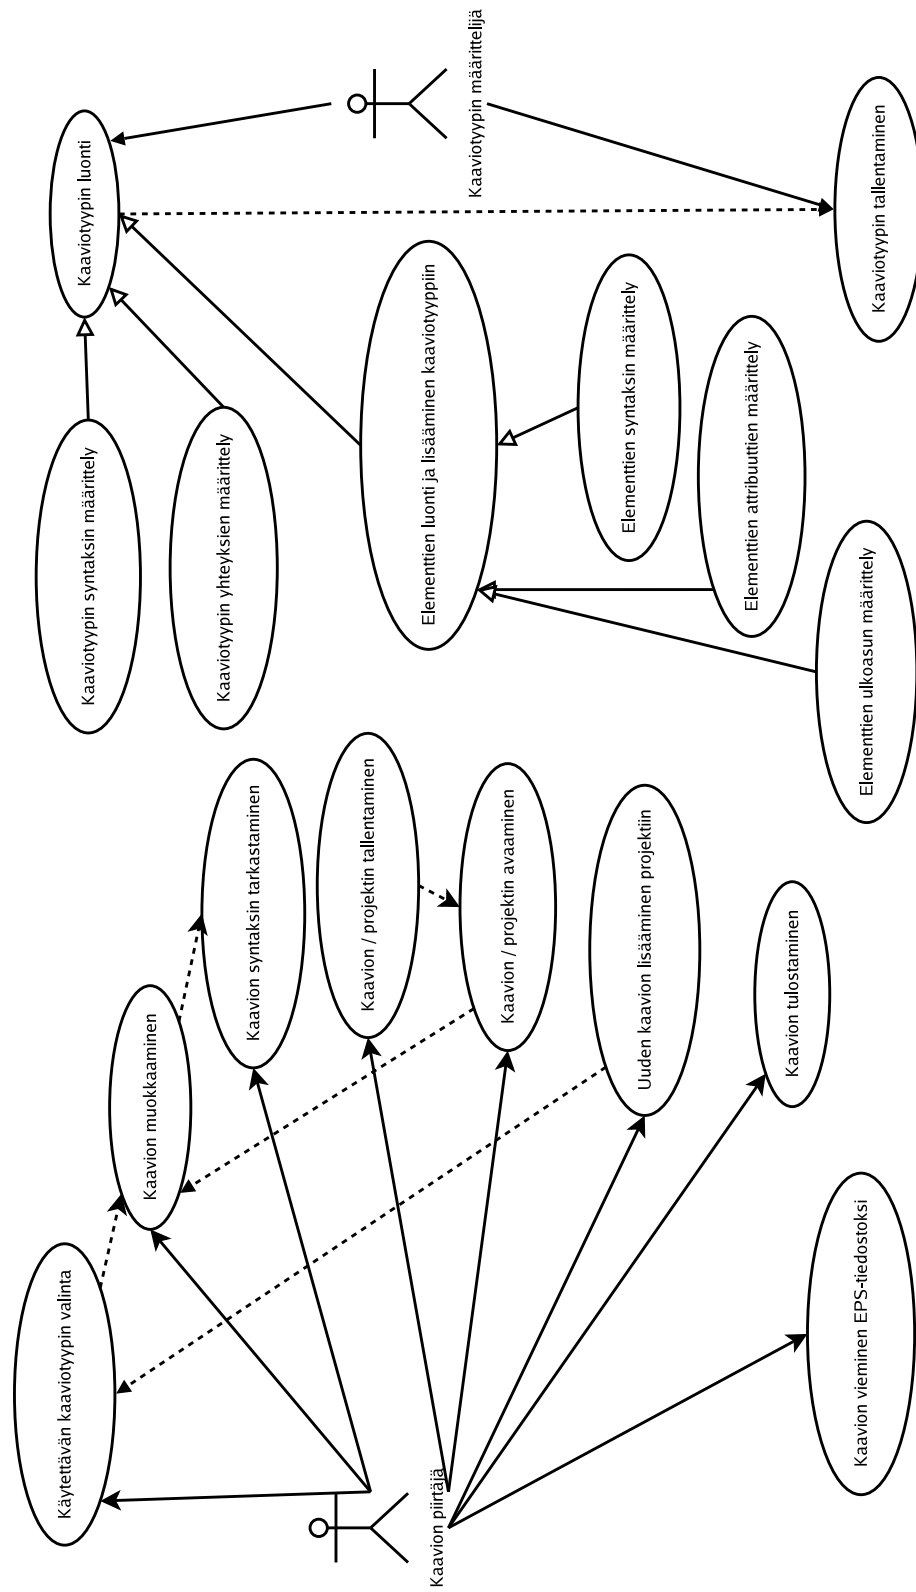 Käytettävän kaaviotyypin valinta
Kaavion muokkaaminen
Kaavion syntaksin tarkastaminen
Kaavion / projektin tallentaminen
Kaavion / projektin avaaminen
Uuden kaavion lisääminen projektiin
Kaavion tulostaminen
Kaavion vieminen EPS-tiedostoksi
Kaavion piirtäjä
Kaaviotyypin syntaksin määrittely
Kaaviotyypin yhteyksien määrittely
Kaaviotyypin luonti
Elementtien luonti ja lisääminen kaaviotyyppiin
Elementtien syntaksin määrittely
Elementtien attribuuttien määrittely
Elementtien ulkoasun määrittely
Kaaviotyypin määrittelijä
Kaaviotyypin tallentaminen